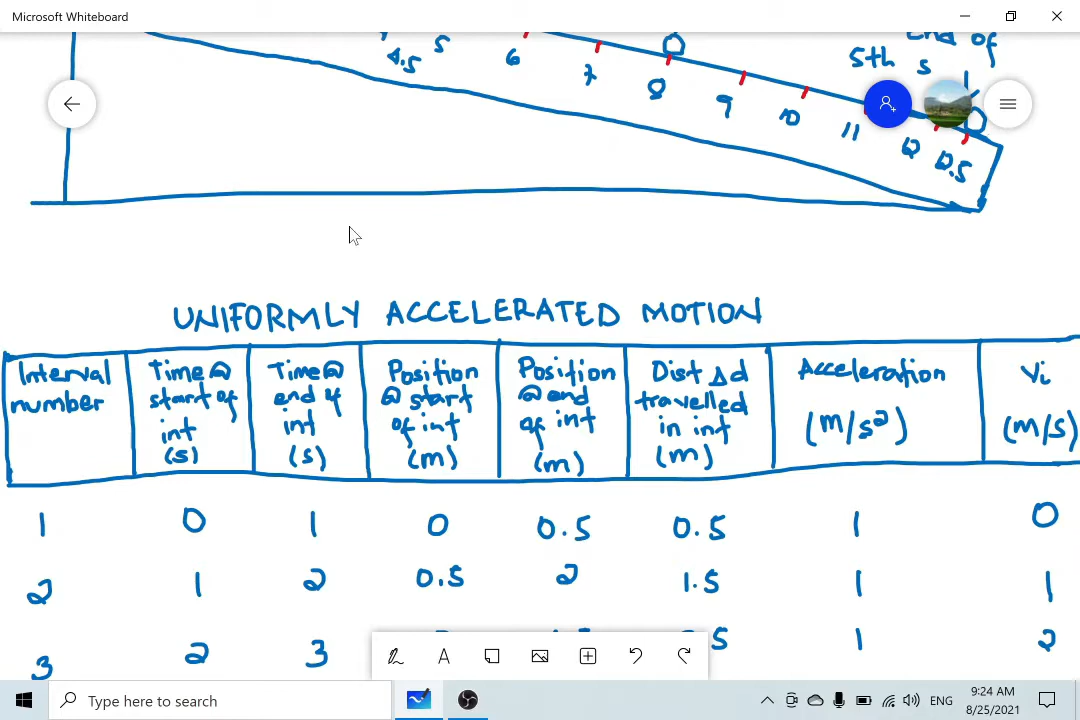 Microsoft Whiteboard
End of
5th s
4.5 5 6 7 8 9 10 11 12 12.5
UNIFORMLY ACCELERATED MOTION
Interval number
Time @ start of int (s)
Time @ end of int (s)
Position @ start of int (m)
Position @ end of int (m)
Dist Δd travelled in int (m)
Acceleration (m/s²)
Vi (m/s)
1 0 1 0 0.5 0.5 1 0
2 1 2 0.5 2 1.5 1 1
3 2 3 1 2
Type here to search
ENG
9:24 AM
8/25/2021